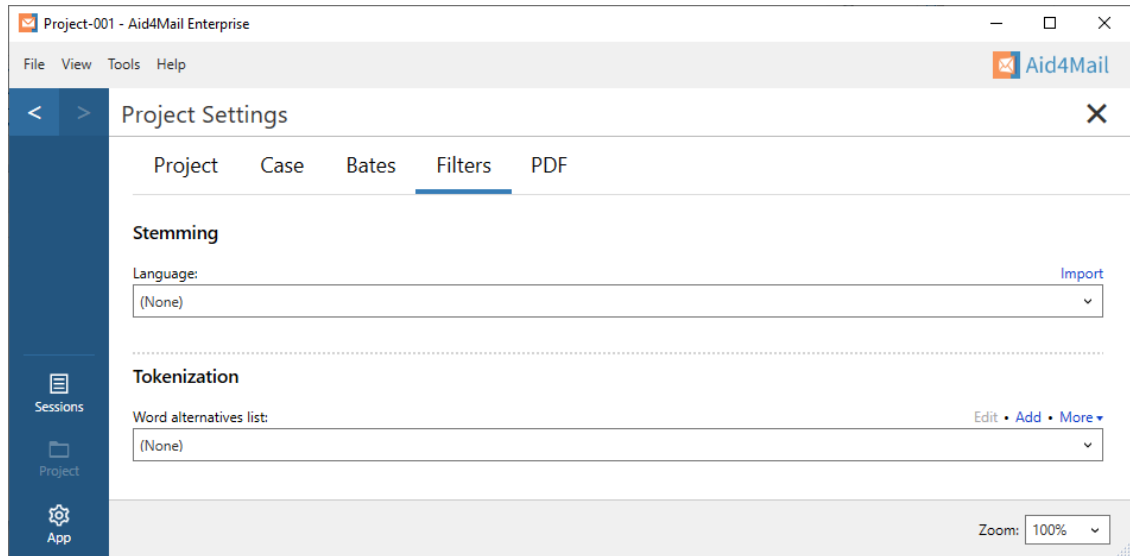 Project-001 - Aid4Mail Enterprise
File View Tools Help
Aid4Mail
< >
Project Settings
Project Case Bates Filters PDF
Stemming
Language: Import
(None)
Tokenization
Sessions
Word alternatives list: Edit • Add • More
(None)
Project
App
Zoom: 100%